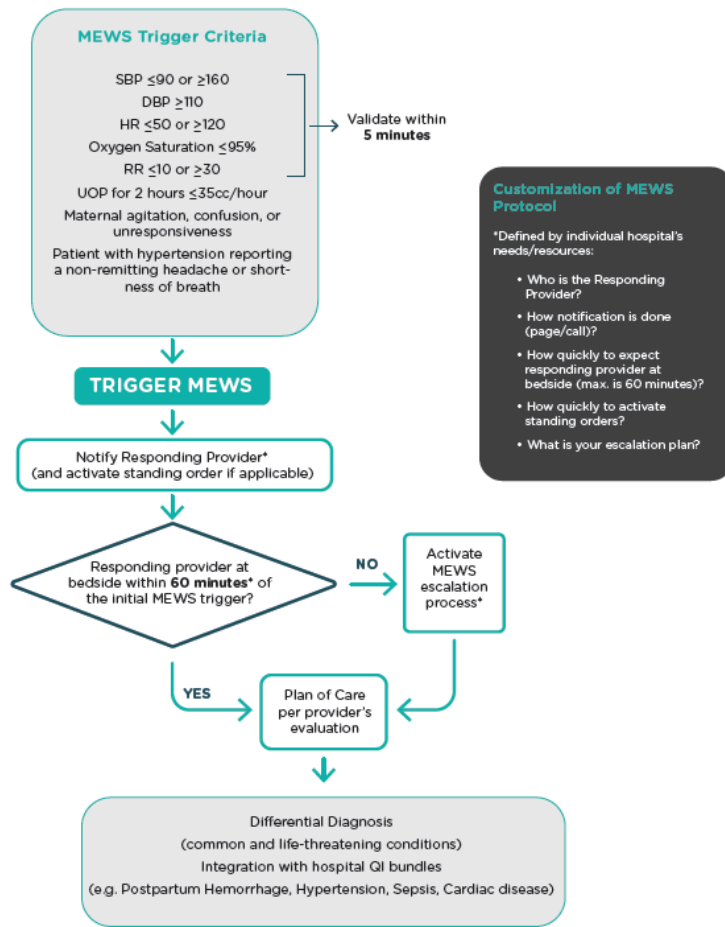 MEWS Trigger Criteria
SBP ≤90 or ≥160
DBP ≥110
HR ≤50 or ≥120
Oxygen Saturation ≤95%
RR ≤10 or ≥30
Validate within
5 minutes
UOP for 2 hours ≤35cc/hour
Maternal agitation, confusion, or
unresponsiveness
Patient with hypertension reporting
a non-remitting headache or short-
ness of breath
TRIGGER MEWS
Notify Responding Provider*
(and activate standing order if applicable)
Responding provider at
bedside within 60 minutes* of
the initial MEWS trigger?
NO
Activate
MEWS
escalation
process*
YES
Plan of Care
per provider's
evaluation
Differential Diagnosis
(common and life-threatening conditions)
Integration with hospital QI bundles
(e.g. Postpartum Hemorrhage, Hypertension, Sepsis, Cardiac disease)
Customization of MEWS
Protocol
*Defined by individual hospital's
needs/resources:
• Who is the Responding
Provider?
• How notification is done
(page/call)?
• How quickly to expect
responding provider at
bedside (max. is 60 minutes)?
• How quickly to activate
standing orders?
• What is your escalation plan?